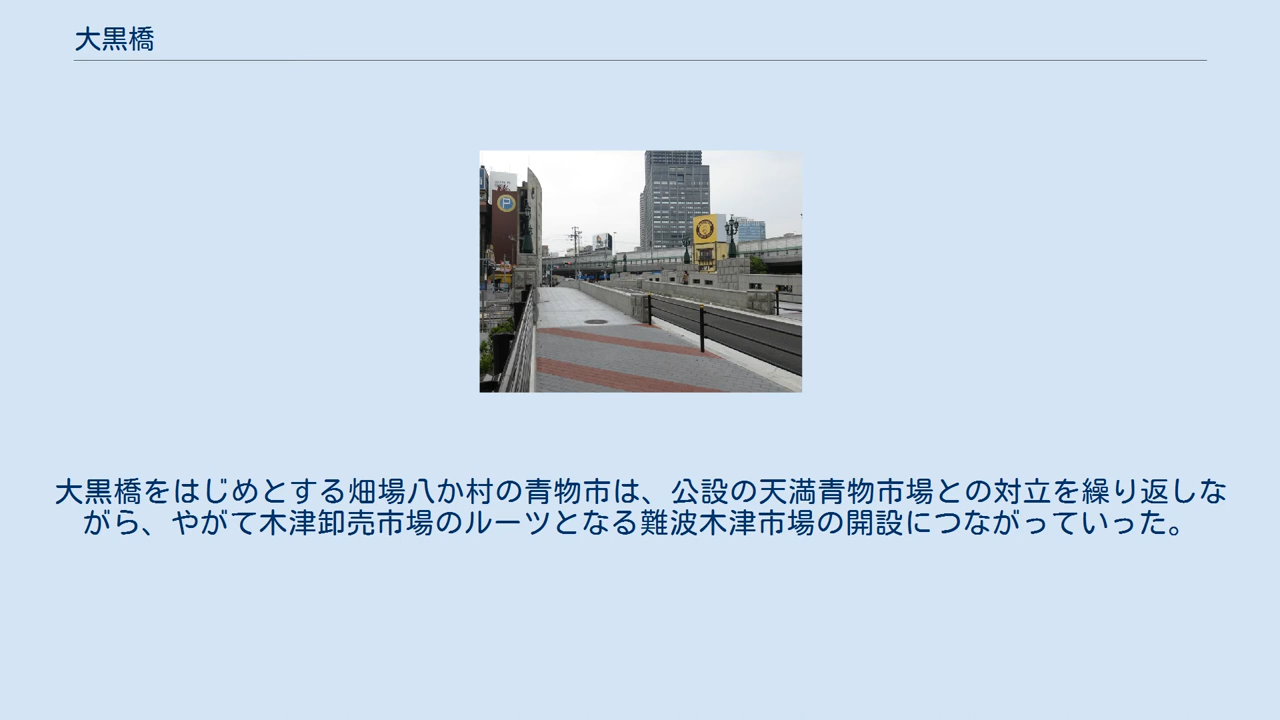 大黒橋
P
大黒橋をはじめとする畑場八か村の青物市は、公設の天満青物市場との対立を繰り返しな
がら、やがて木津卸売市場のルーツとなる難波木津市場の開設につながっていった。